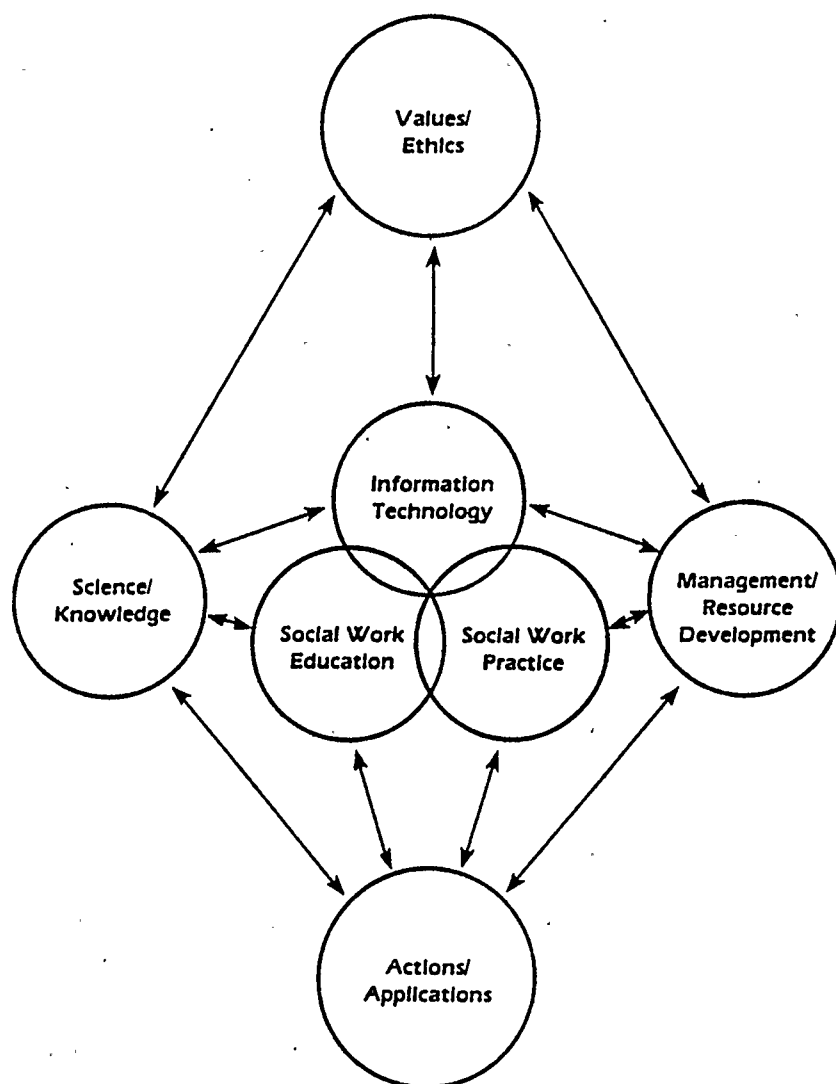 Values/
Ethics
Information
Technology
Science/
Knowledge
Management/
Resource
Development
Social Work
Education
Social Work
Practice
Actions/
Applications